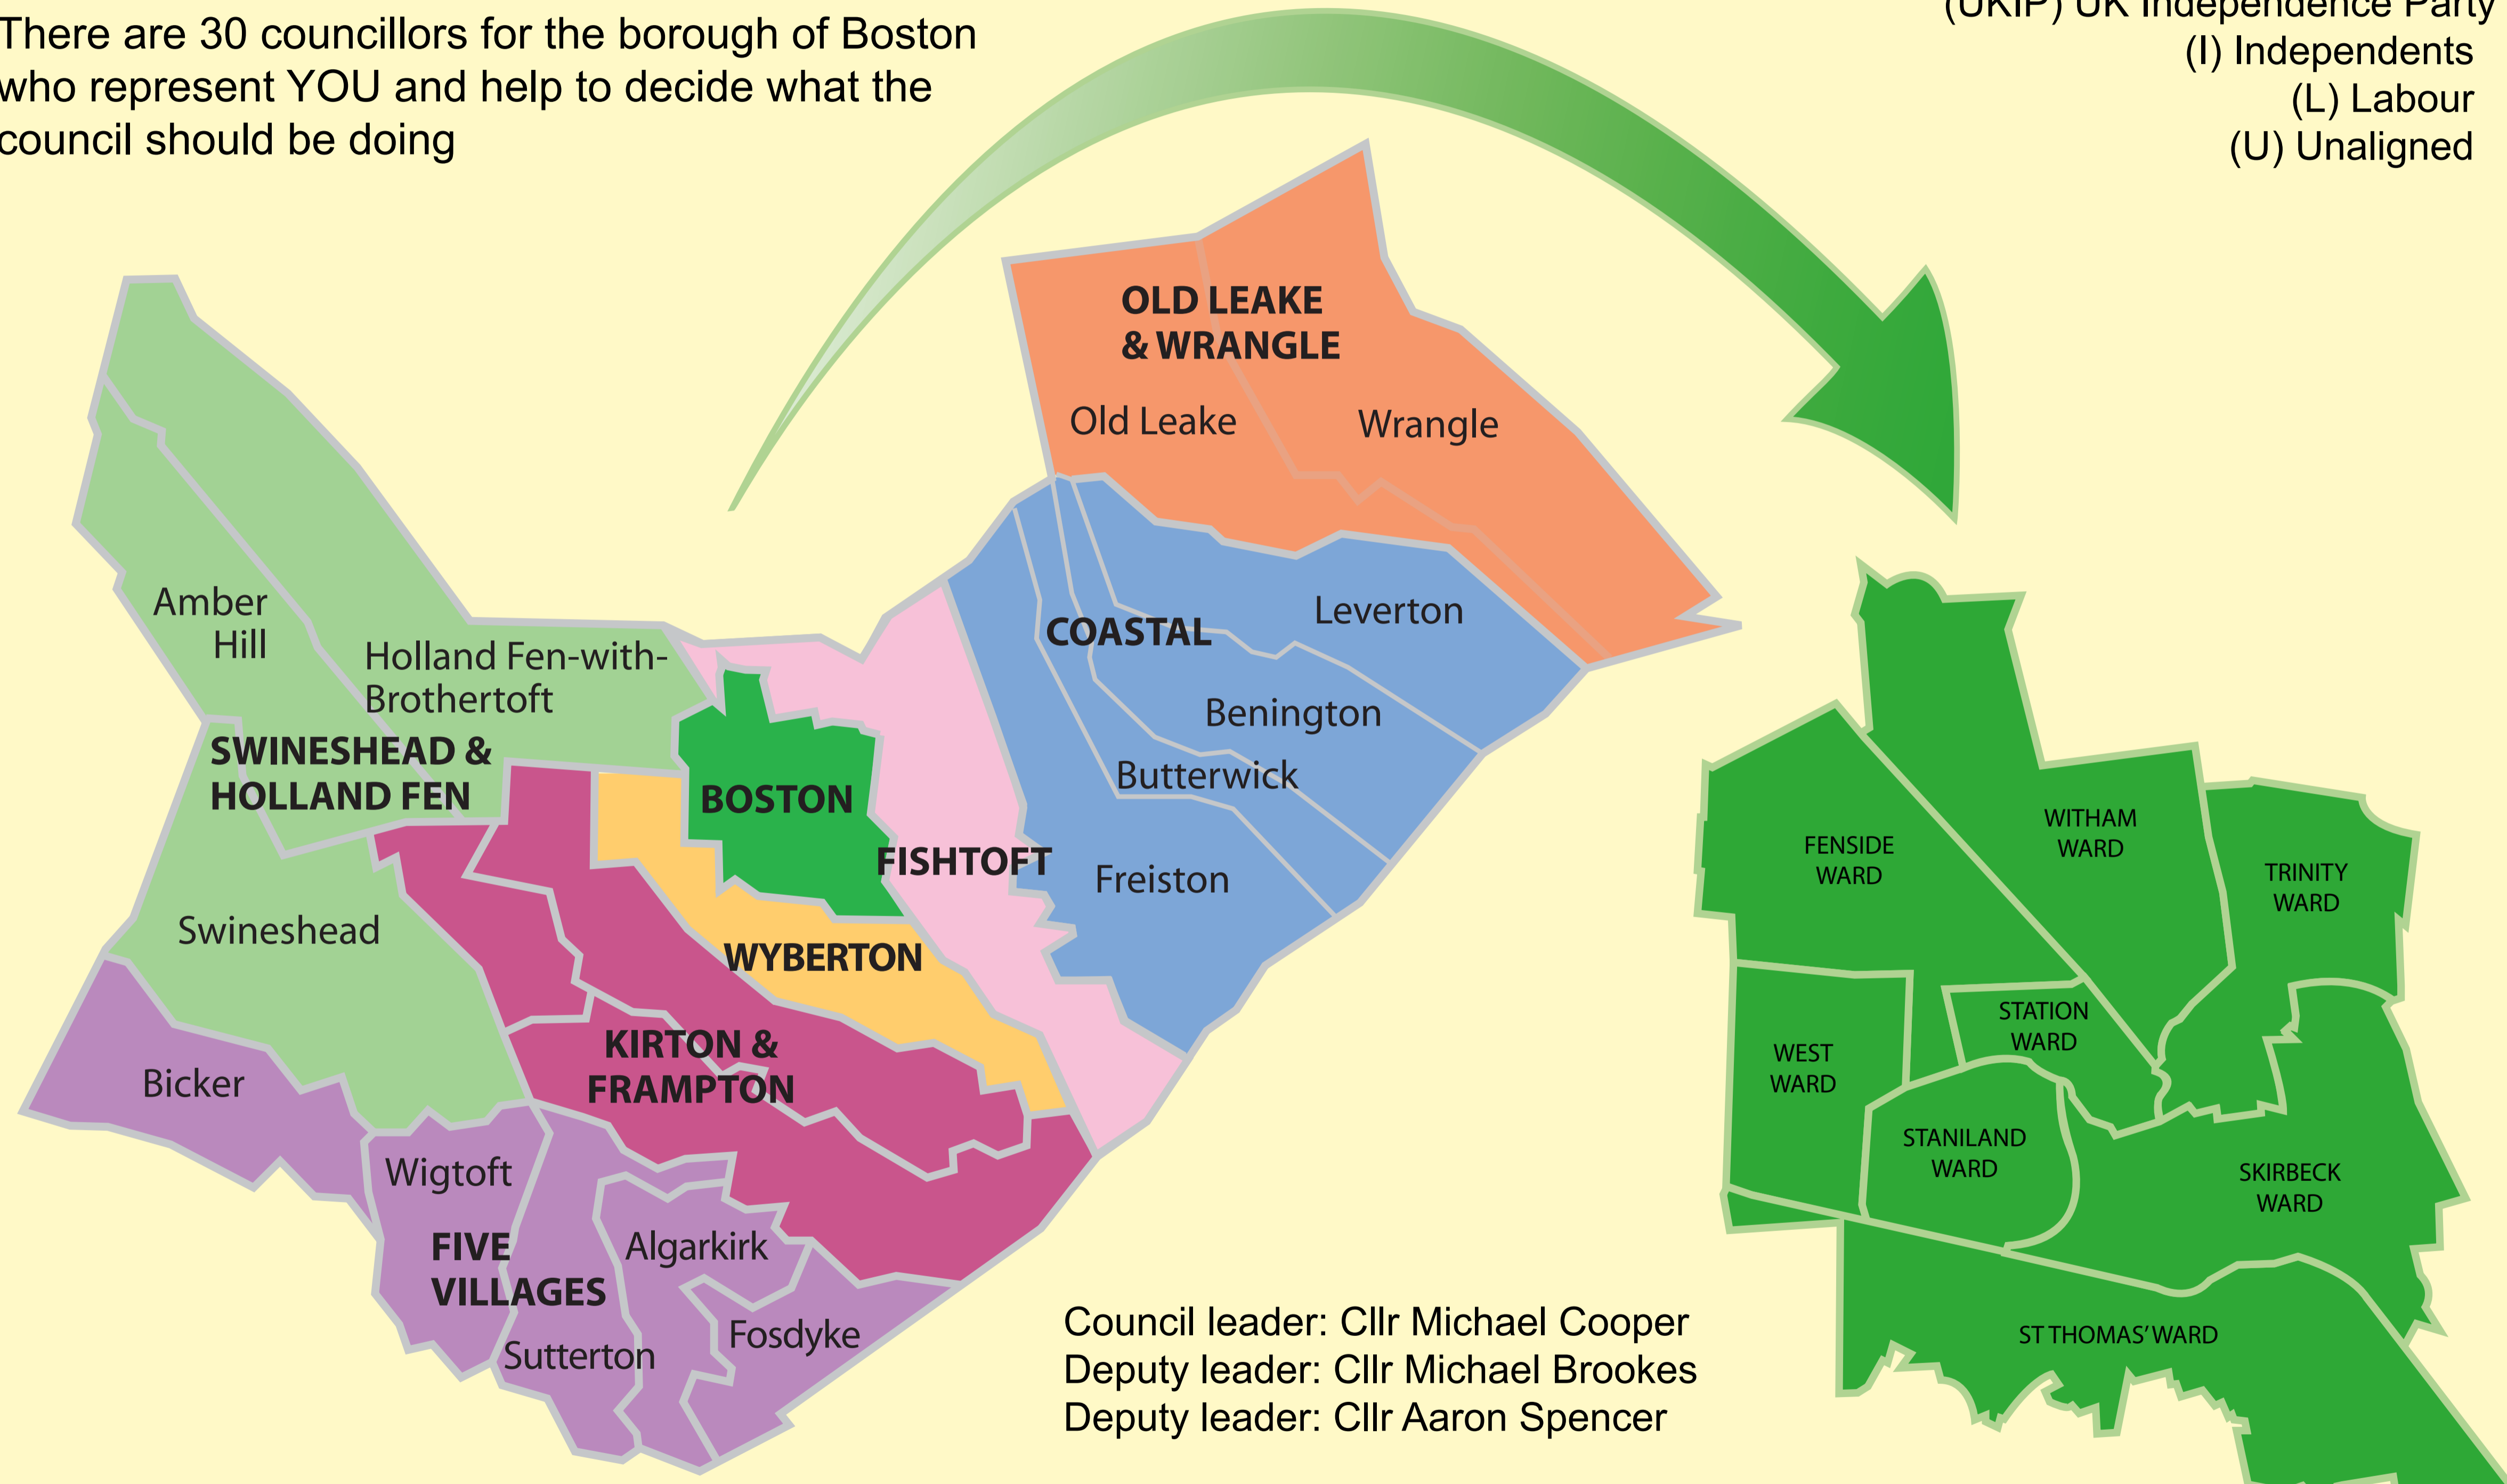 There are 30 councillors for the borough of Boston
who represent YOU and help to decide what the
council should be doing
(UKIP) UK Independence Party
(I) Independents
(L) Labour
(U) Unaligned
OLD LEAKE
& WRANGLE
Old Leake
Wrangle
Amber
Hill
Holland Fen-with-
Brothertoft
SWINESHEAD &
HOLLAND FEN
Swineshead
COASTAL
Leverton
Benington
Butterwick
Freiston
BOSTON
FISHTOFT
WYBERTON
KIRTON &
FRAMPTON
Bicker
Wigtoft
FIVE
VILLAGES
Algarkirk
Sutterton
Fosdyke
FENSIDE
WARD
WITHAM
WARD
TRINITY
WARD
STATION
WARD
WEST
WARD
STANILAND
WARD
SKIRBECK
WARD
ST THOMAS’ WARD
Council leader: Cllr Michael Cooper
Deputy leader: Cllr Michael Brookes
Deputy leader: Cllr Aaron Spencer